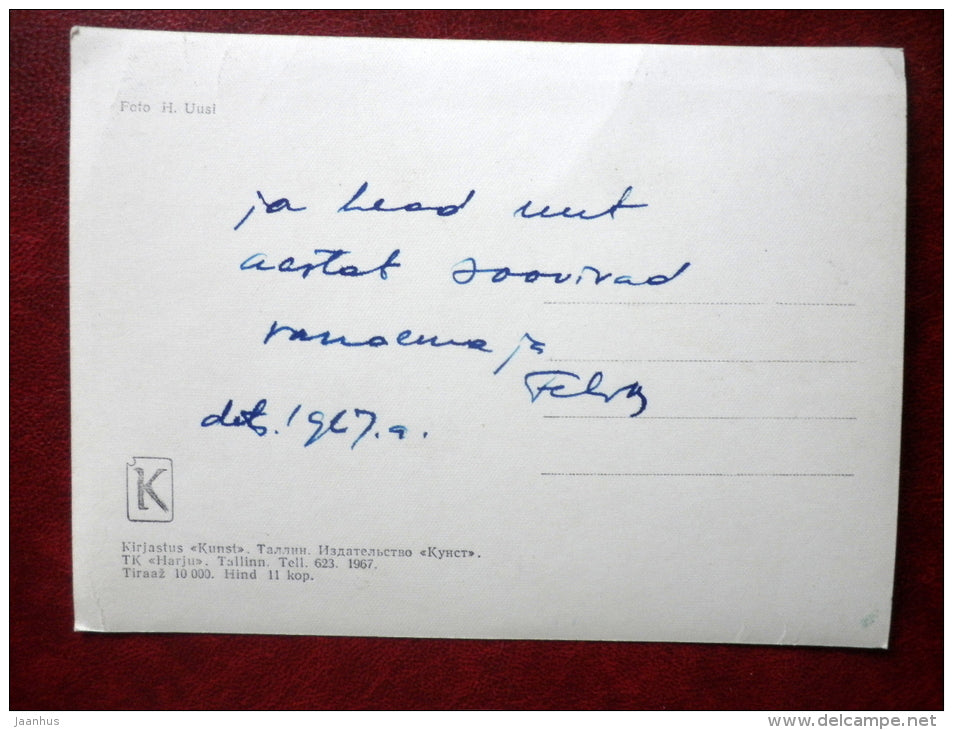 Foto H. Uusi
ja head uut
aastat soovivad
vanaema ja
dets. 1967. a.
K
Kirjastus «Kunst». Таллин. Издательство «Кунст».
TK «Harju». Tallinn. Tell. 623. 1967.
Tiraaž 10 000. Hind 11 kop.
jaanhus
www.delcampe.net